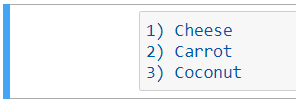 1) Cheese
2) Carrot
3) Coconut